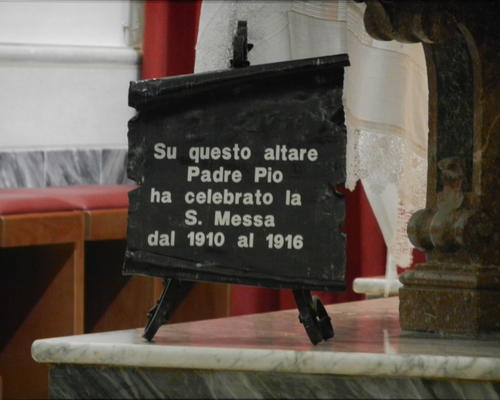 Su questo altare
Padre Pio
ha celebrato la
S. Messa
dal 1910 al 1916